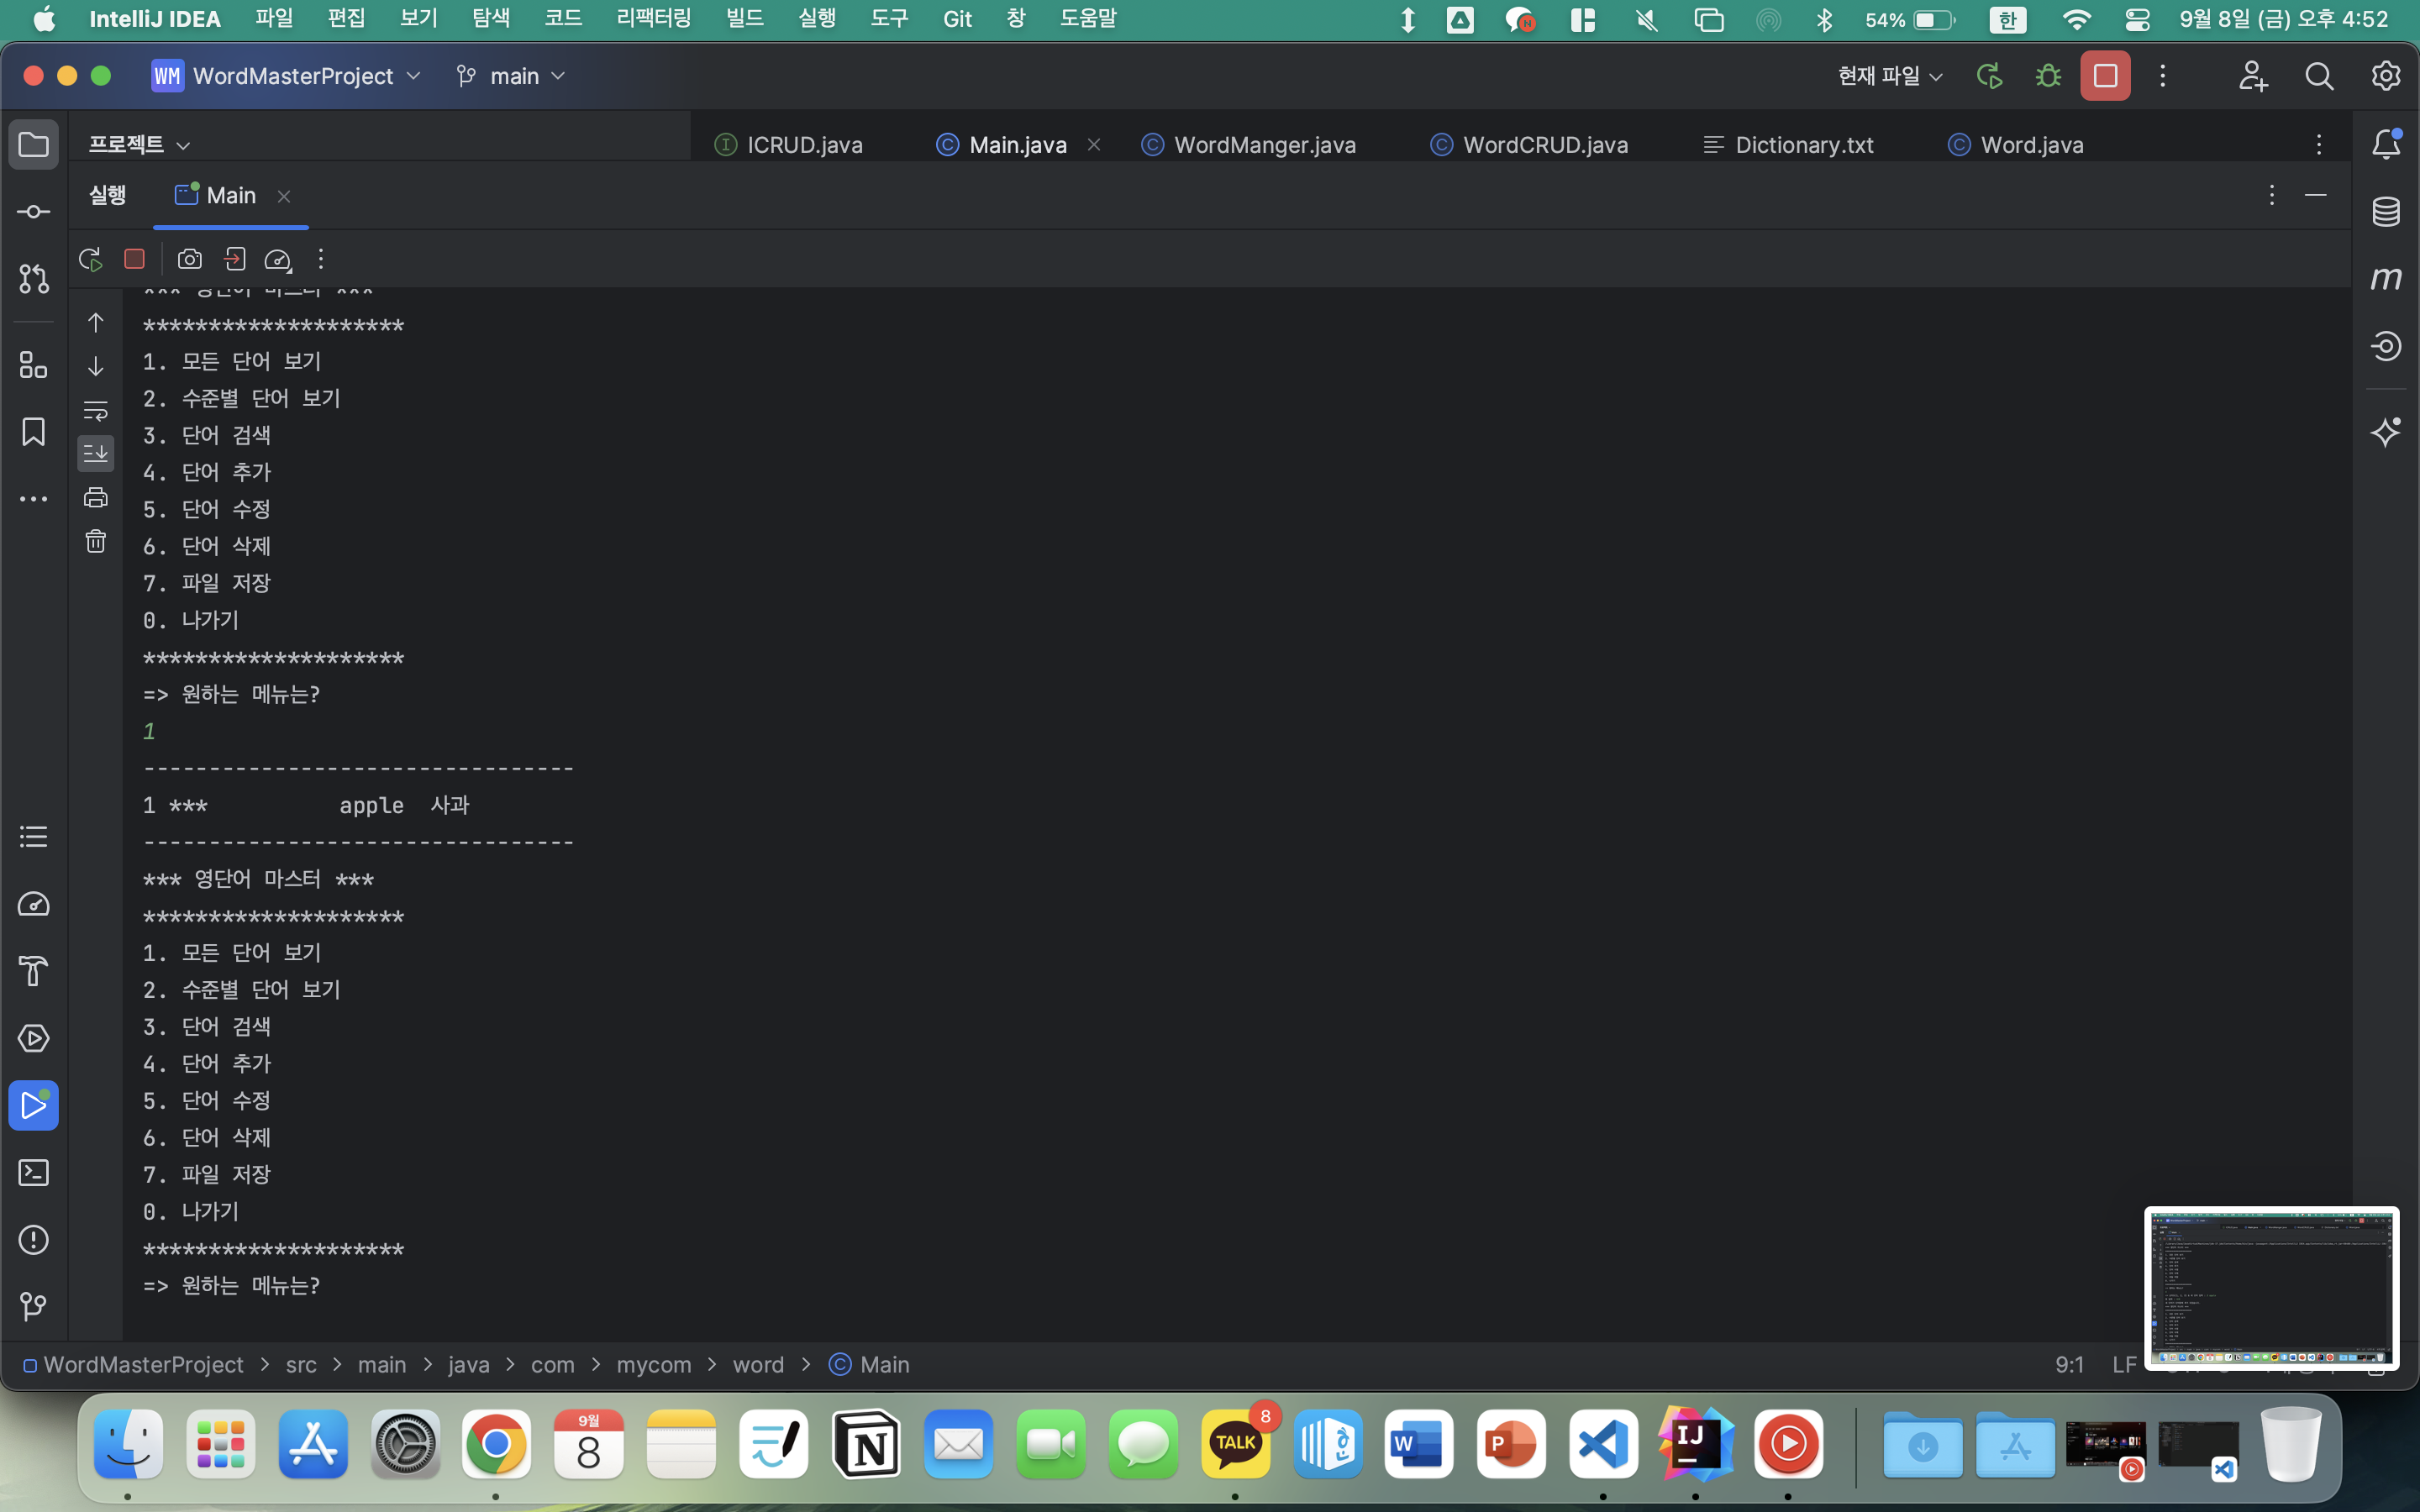 IntelliJ IDEA 파일 편집 보기 탐색 코드 리팩터링 빌드 실행 도구 Git 창 도움말 54% 한 9월 8일 (금) 오후 4:52
WM WordMasterProject main 현재 파일
프로젝트 ICRUD.java Main.java WordManger.java WordCRUD.java Dictionary.txt Word.java
실행 Main
*** 영단어 마스터 ***
********************
1. 모든 단어 보기
2. 수준별 단어 보기
3. 단어 검색
4. 단어 추가
5. 단어 수정
6. 단어 삭제
7. 파일 저장
0. 나가기
********************
=> 원하는 메뉴는?
1
---------------------------------
1 *** apple 사과
---------------------------------
*** 영단어 마스터 ***
********************
1. 모든 단어 보기
2. 수준별 단어 보기
3. 단어 검색
4. 단어 추가
5. 단어 수정
6. 단어 삭제
7. 파일 저장
0. 나가기
********************
=> 원하는 메뉴는?
WordMasterProject > src > main > java > com > mycom > word > Main 9:1 LF
9월
8
TALK
8
W
P
IJ